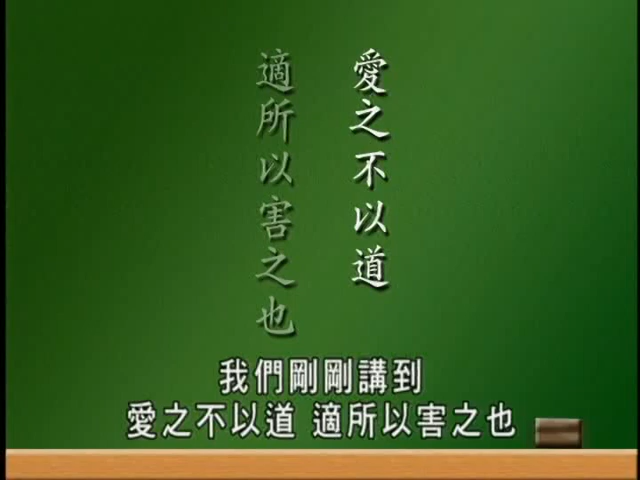 愛之不以道
適所以害之也
我們剛剛講到
愛之不以道 適所以害之也